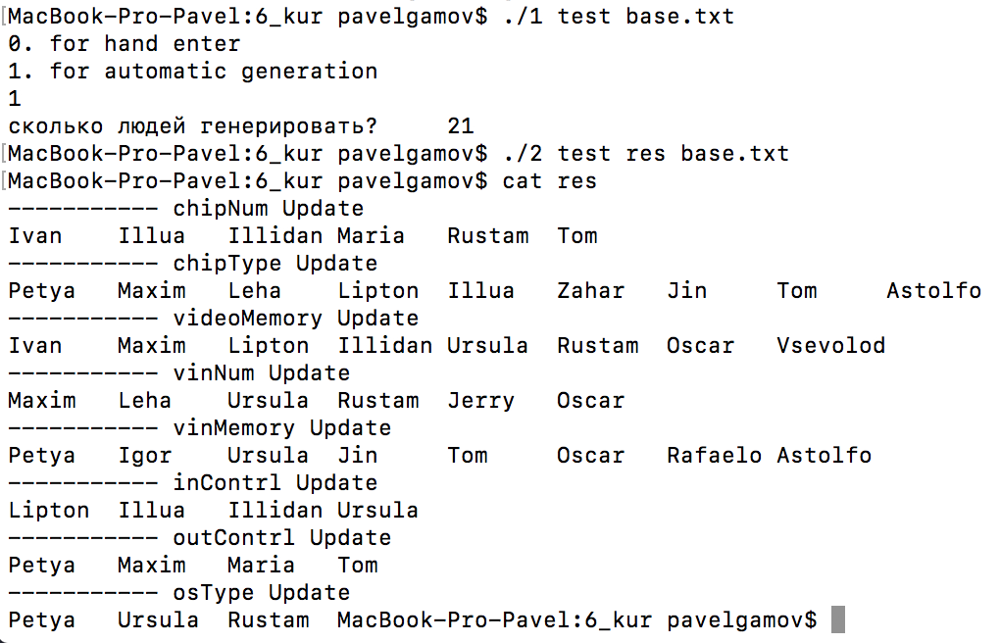 [MacBook-Pro-Pavel:6_kur pavelgamov$ ./1 test base.txt
0. for hand enter
1. for automatic generation
1
сколько людей генерировать?     21
[MacBook-Pro-Pavel:6_kur pavelgamov$ ./2 test res base.txt
[MacBook-Pro-Pavel:6_kur pavelgamov$ cat res
----------- chipNum Update
Ivan    Illua   Illidan Maria   Rustam  Tom
----------- chipType Update
Petya   Maxim   Leha    Lipton  Illua   Zahar   Jin     Tom     Astolfo
----------- videoMemory Update
Ivan    Maxim   Lipton  Illidan Ursula  Rustam  Oscar   Vsevolod
----------- vinNum Update
Maxim   Leha    Ursula  Rustam  Jerry   Oscar
----------- vinMemory Update
Petya   Igor    Ursula  Jin     Tom     Oscar   Rafaelo Astolfo
----------- inContrl Update
Lipton  Illua   Illidan Ursula
----------- outContrl Update
Petya   Maxim   Maria   Tom
----------- osType Update
Petya   Ursula  Rustam  MacBook-Pro-Pavel:6_kur pavelgamov$